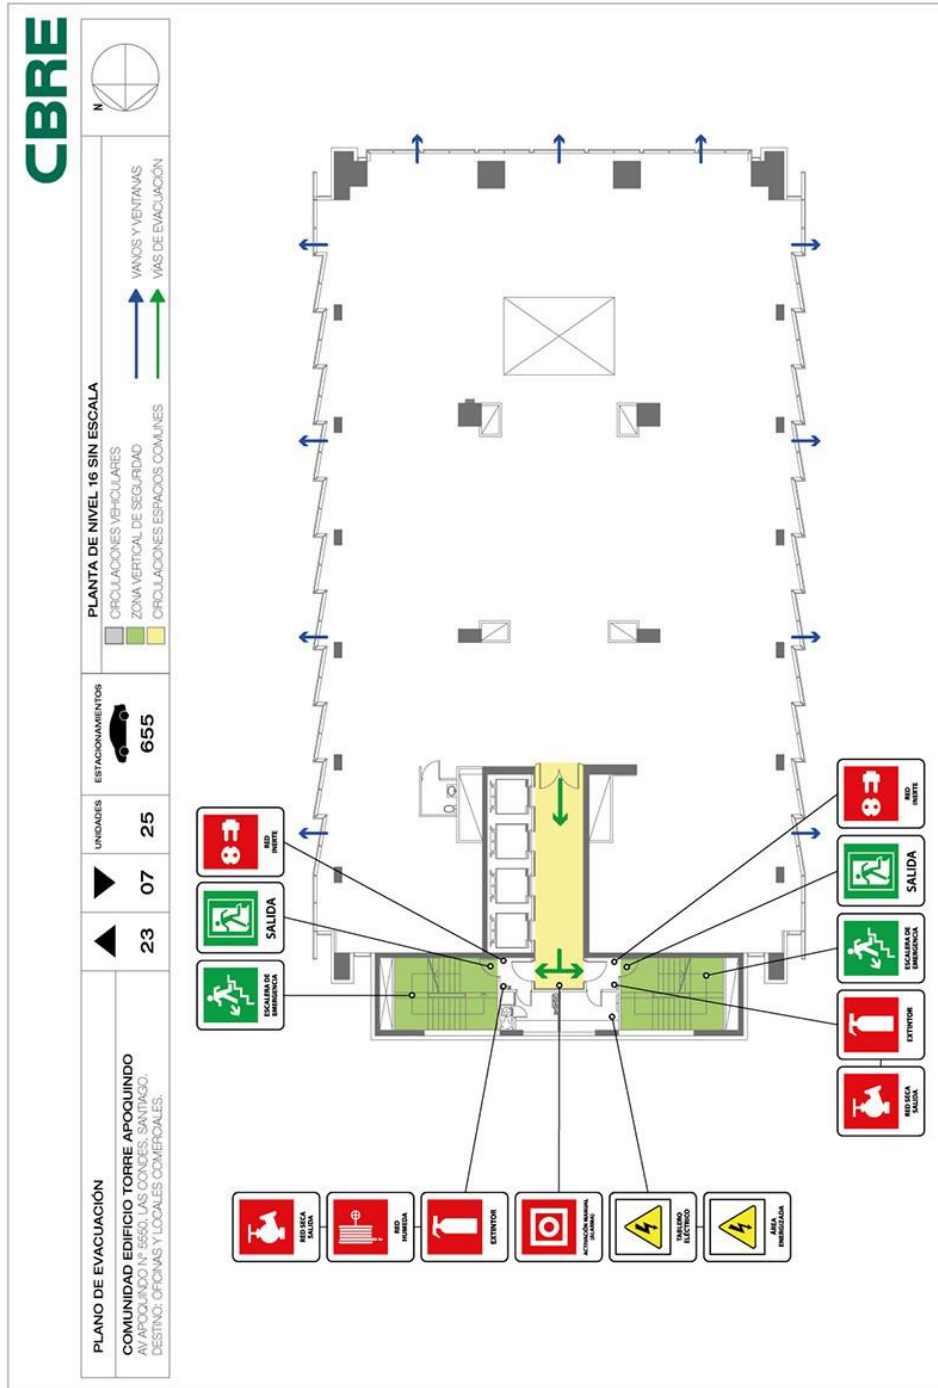 CBRE
PLANO DE EVACUACIÓN
COMUNIDAD EDIFICIO TORRE APOQUINDO
AV APOQUINDO Nº 5550, LAS CONDES, SANTIAGO.
DESTINO: OFICINAS Y LOCALES COMERCIALES.
23
07
UNIDADES
25
ESTACIONAMIENTOS
655
PLANTA DE NIVEL 16 SIN ESCALA
CIRCULACIONES VEHICULARES
ZONA VERTICAL DE SEGURIDAD
CIRCULACIONES ESPACIOS COMUNES
VANOS Y VENTANAS
VÍAS DE EVACUACIÓN
N
ESCALERA DE
EMERGENCIA
SALIDA
RED
INERTE
RED SECA
SALIDA
RED
HUMEDA
EXTINTOR
ACTIVACIÓN MANUAL
(ALARMA)
TABLERO
ELÉCTRICO
ÁREA
ENERGIZADA
RED SECA
SALIDA
EXTINTOR
ESCALERA DE
EMERGENCIA
SALIDA
RED
INERTE